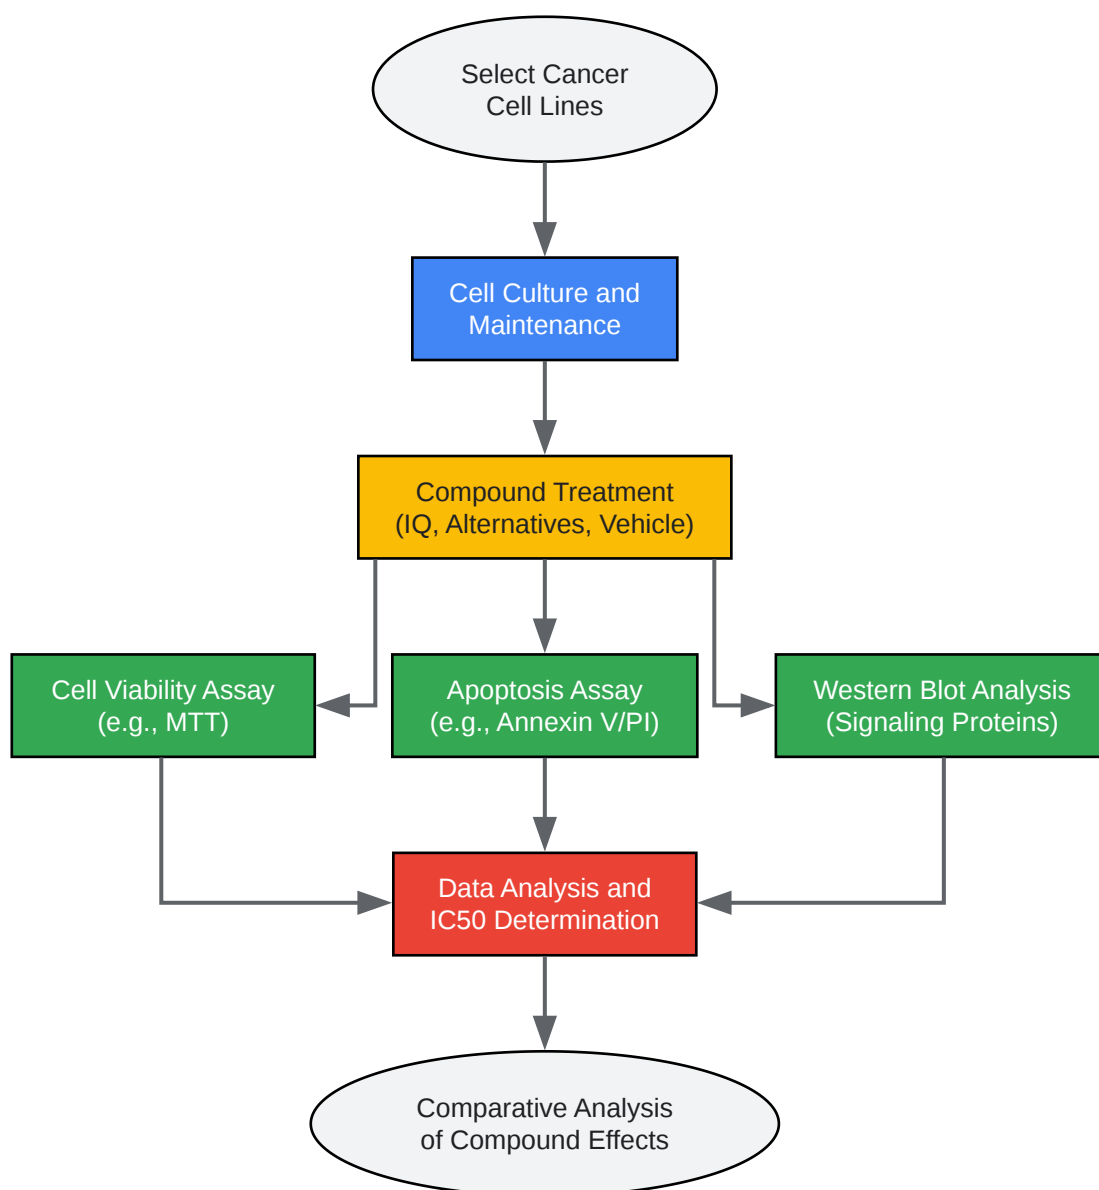 Select Cancer
Cell Lines
Cell Culture and
Maintenance
Compound Treatment
(IQ, Alternatives, Vehicle)
Cell Viability Assay
(e.g., MTT)
Apoptosis Assay
(e.g., Annexin V/PI)
Western Blot Analysis
(Signaling Proteins)
Data Analysis and
IC50 Determination
Comparative Analysis
of Compound Effects